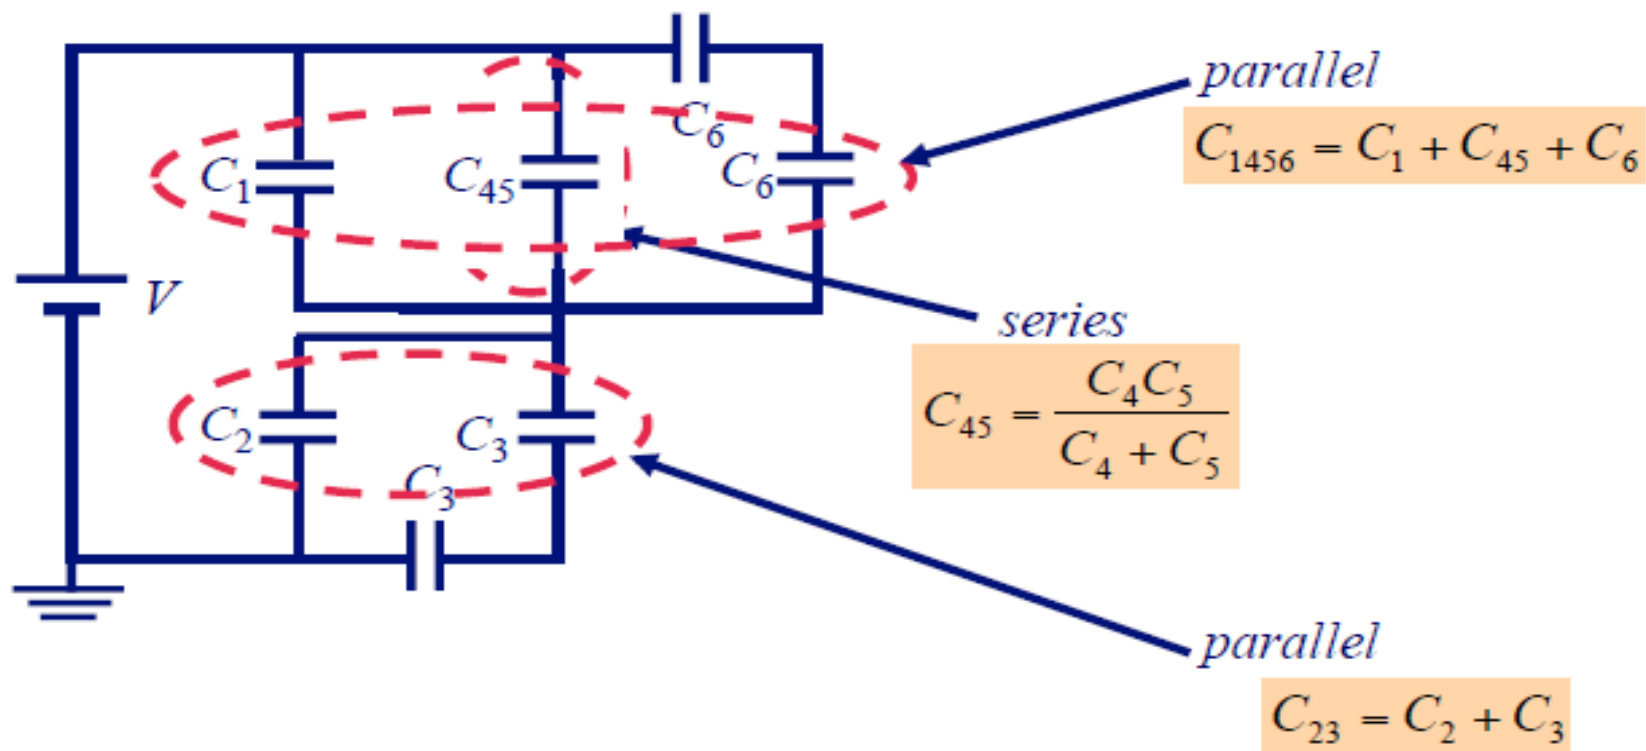 C₆
parallel
C₁₄₅₆ = C₁ + C₄₅ + C₆
C₁
C₄₅
C₆
V
series
C₄₅ = C₄C₅ / (C₄ + C₅)
C₂
C₃
C₃
parallel
C₂₃ = C₂ + C₃